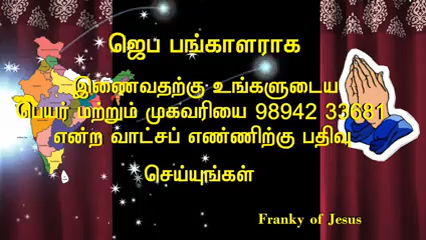 ஜெப பங்காளராக
இணைவதற்கு உங்களுடைய
பெயர் மற்றும் முகவரியை 98942 33681
என்ற வாட்சப் எண்ணிற்கு பதிவு
செய்யுங்கள்
Franky of Jesus